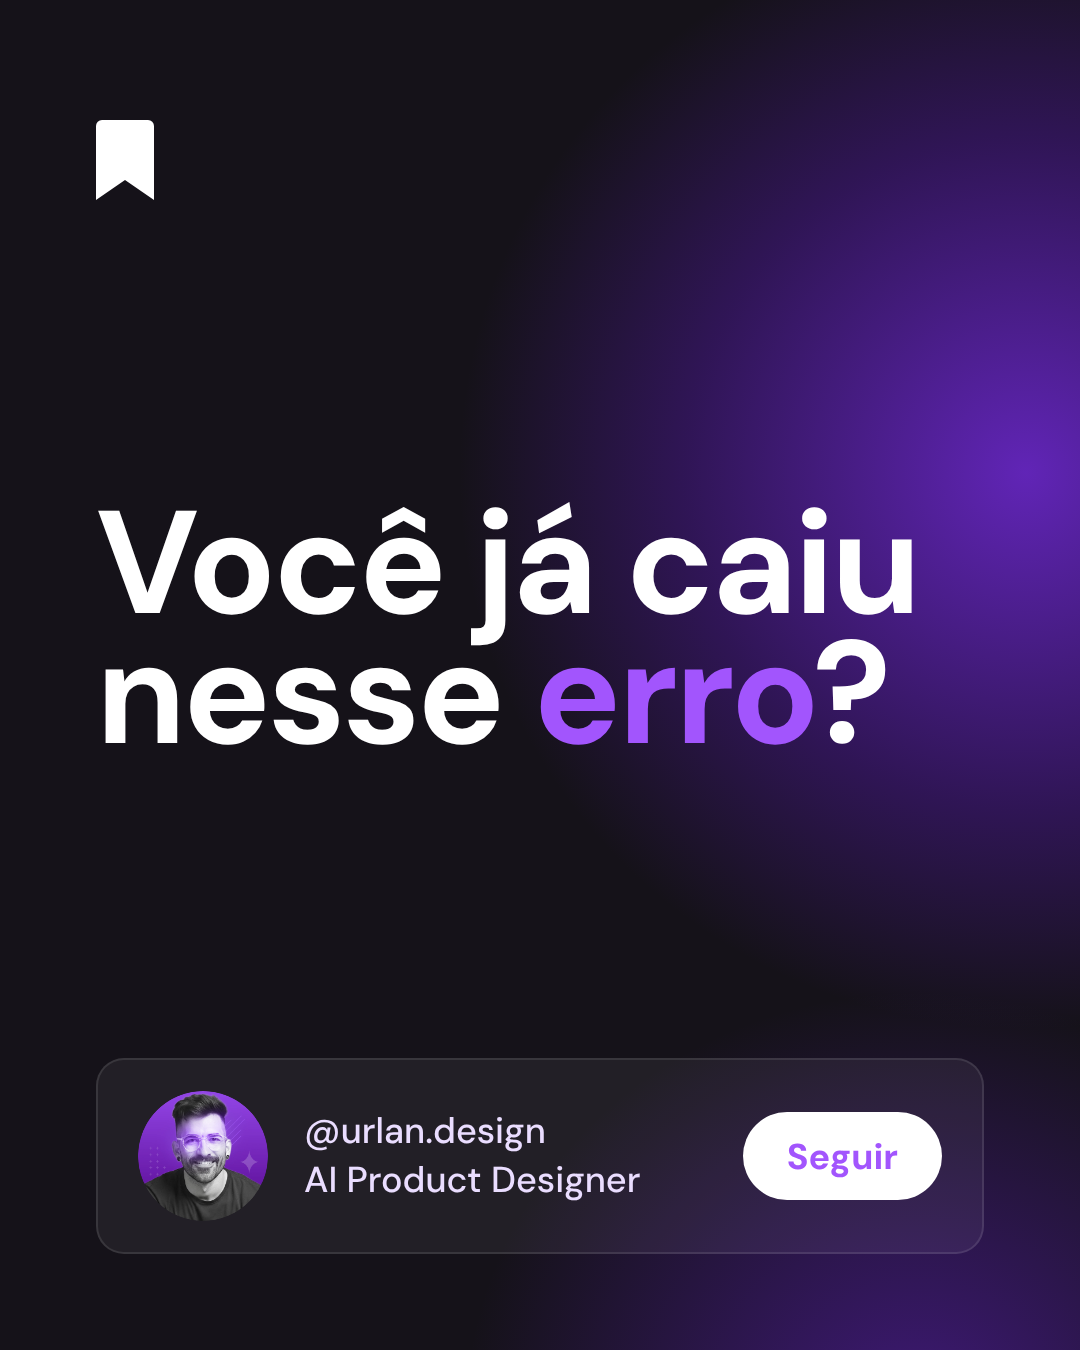 Você já caiu
nesse erro?
@urlan.design
AI Product Designer
Seguir